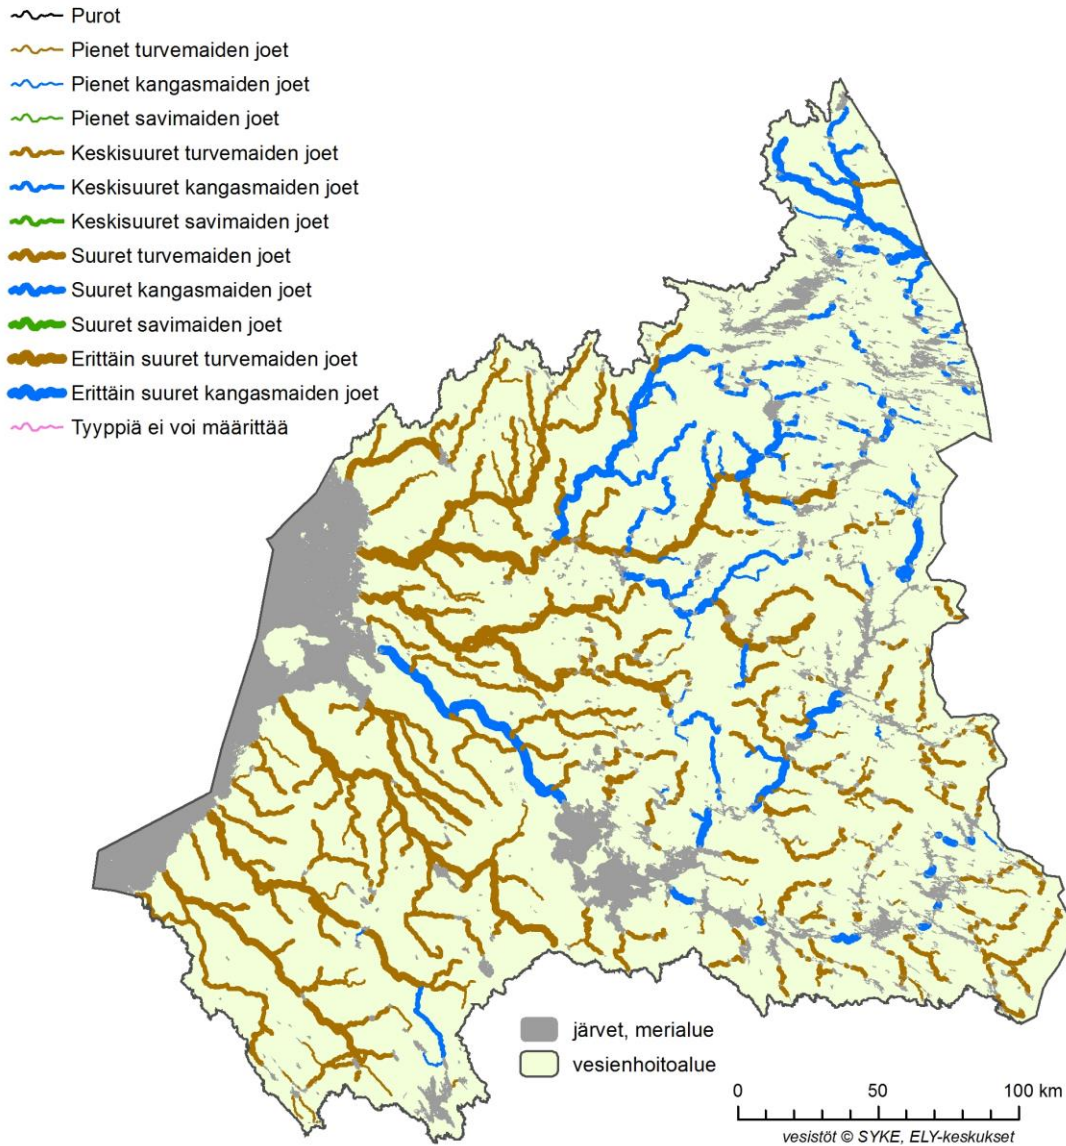 Purot
Pienet turvemaiden joet
Pienet kangasmaiden joet
Pienet savimaiden joet
Keskisuuret turvemaiden joet
Keskisuuret kangasmaiden joet
Keskisuuret savimaiden joet
Suuret turvemaiden joet
Suuret kangasmaiden joet
Suuret savimaiden joet
Erittäin suuret turvemaiden joet
Erittäin suuret kangasmaiden joet
Tyyppiä ei voi määrittää
järvet, merialue
vesienhoitoalue
0 50 100 km
vesistöt © SYKE, ELY-keskukset